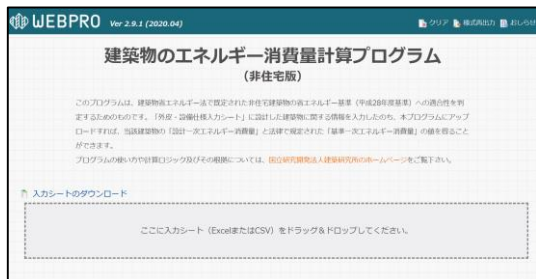 WEBPRO Ver 2.9.1 (2020.04)
クリア 様式再出力 おしらせ
建築物のエネルギー消費量計算プログラム
(非住宅版)
このプログラムは、建築物省エネルギー法で規定された非住宅建築物の省エネルギー基準（平成28年度基準）への適合性を判
定するためのものです。「外皮・設備仕様入力シート」に設計した建築物に関する情報を入力したのち、本プログラムにアップ
ロードすれば、当該建築物の「設計一次エネルギー消費量」と法律で規定された「基準一次エネルギー消費量」の値を得ること
ができます。
プログラムの使い方や計算ロジック及びその根拠については、国立研究開発法人建築研究所のホームページをご覧下さい。
入力シートのダウンロード
ここに入力シート（ExcelまたはCSV）をドラッグ&ドロップしてください。